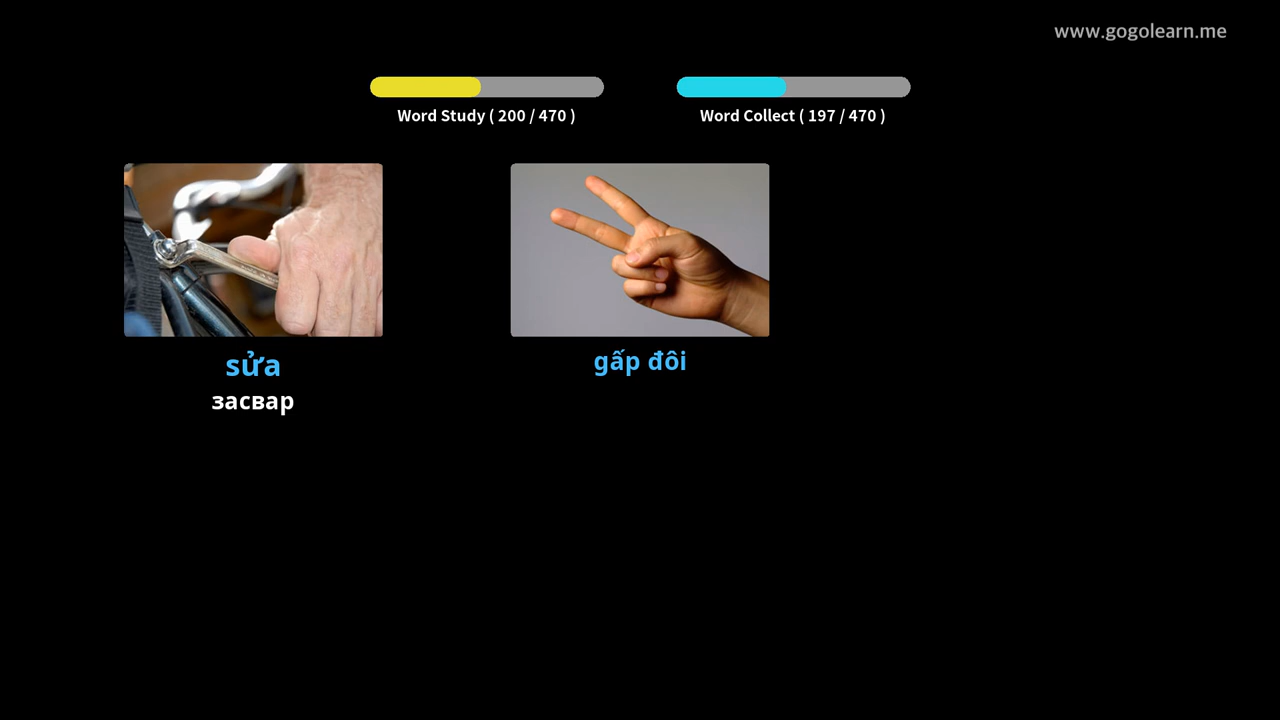 www.gogolearn.me
Word Study ( 200 / 470 )
Word Collect ( 197 / 470 )
sửa
засвар
gấp đôi